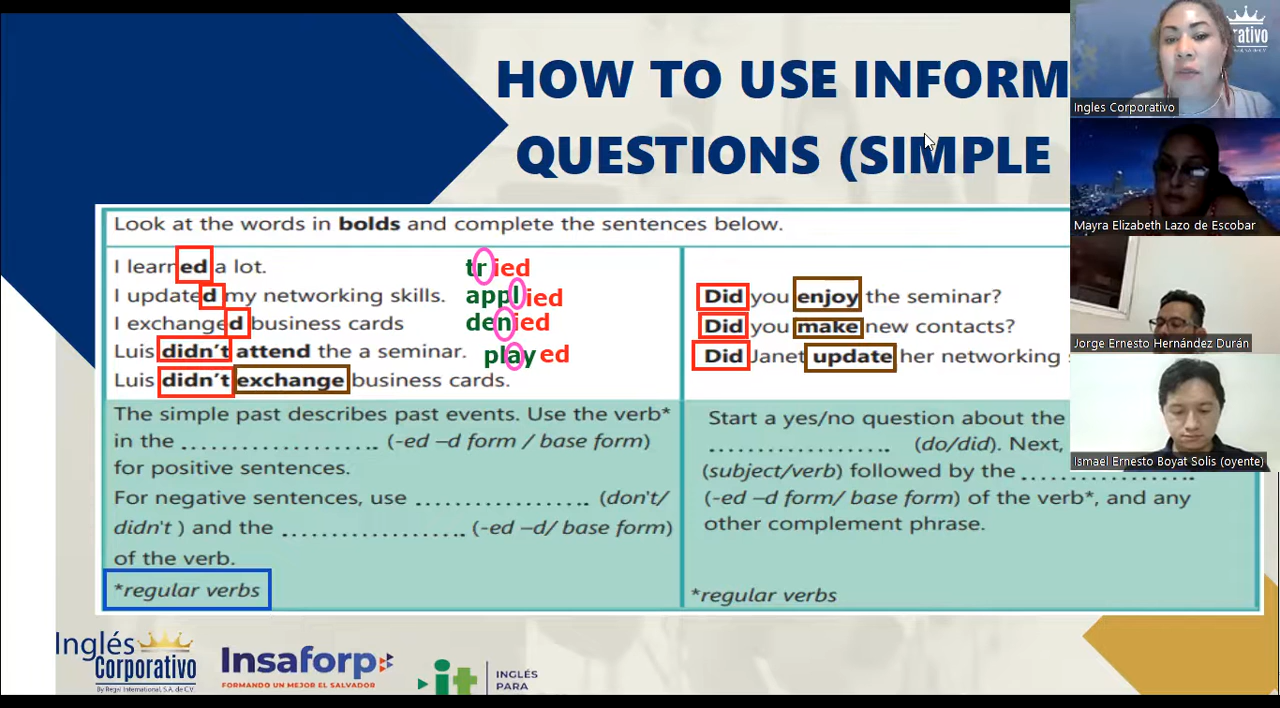 HOW TO USE INFORM
QUESTIONS (SIMPLE
Look at the words in bolds and complete the sentences below.
I learned a lot.
I updated my networking skills.
I exchanged business cards
Luis didn't attend the a seminar.
Luis didn't exchange business cards.
tried
applied
denied
played
Did you enjoy the seminar?
Did you make new contacts?
Did Janet update her networking
The simple past describes past events. Use the verb*
in the ................... (-ed –d form / base form)
for positive sentences.
For negative sentences, use ................... (don't/
didn't ) and the ................... (-ed –d/ base form)
of the verb.
*regular verbs
Start a yes/no question about the
................... (do/did). Next,
(subject/verb) followed by the ...................
(-ed –d form/ base form) of the verb*, and any
other complement phrase.
*regular verbs
Inglés
Corporativo
By Regal International, S.A. de C.V.
Insaforp
FORMANDO UN MEJOR EL SALVADOR
it
INGLÉS
PARA
rativo
Ingles Corporativo
Mayra Elizabeth Lazo de Escobar
Jorge Ernesto Hernández Durán
Ismael Ernesto Boyat Solis (oyente)